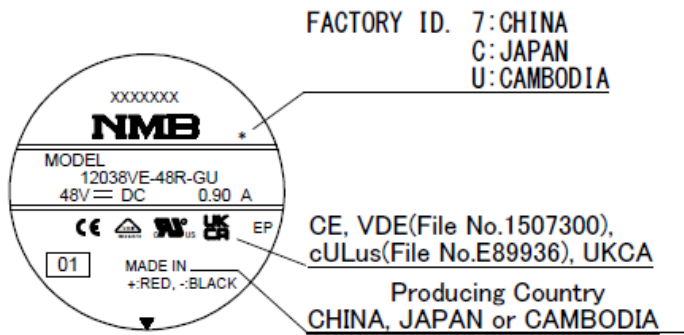 FACTORY ID. 7:CHINA
C:JAPAN
U:CAMBODIA
XXXXXXX
NMB *
MODEL
12038VE-48R-GU
48V DC 0.90 A
CE UK CA EP
01
MADE IN
+:RED, -:BLACK
CE, VDE(File No.1507300),
cULus(File No.E89936), UKCA
Producing Country
CHINA, JAPAN or CAMBODIA